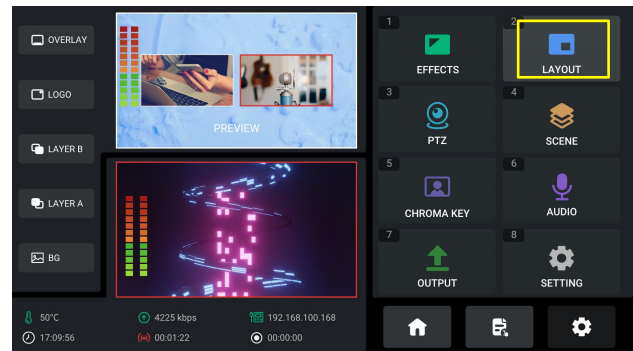 OVERLAY
LOGO
LAYER B
LAYER A
BG
PREVIEW
1
EFFECTS
2
LAYOUT
3
PTZ
4
SCENE
5
CHROMA KEY
6
AUDIO
7
OUTPUT
8
SETTING
50°C
4225 kbps
192.168.100.168
17:09:56
00:01:22
00:00:00